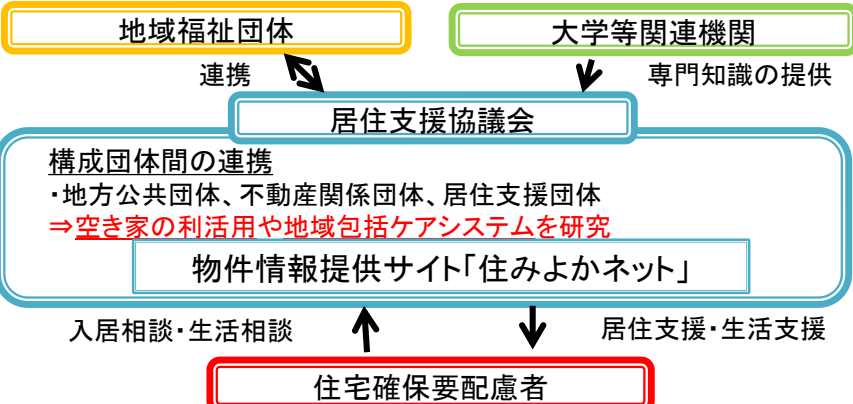 地域福祉団体
大学等関連機関
連携
専門知識の提供
居住支援協議会
構成団体間の連携
・地方公共団体、不動産関係団体、居住支援団体
⇒空き家の利活用や地域包括ケアシステムを研究
物件情報提供サイト「住みよかネット」
入居相談・生活相談
居住支援・生活支援
住宅確保要配慮者